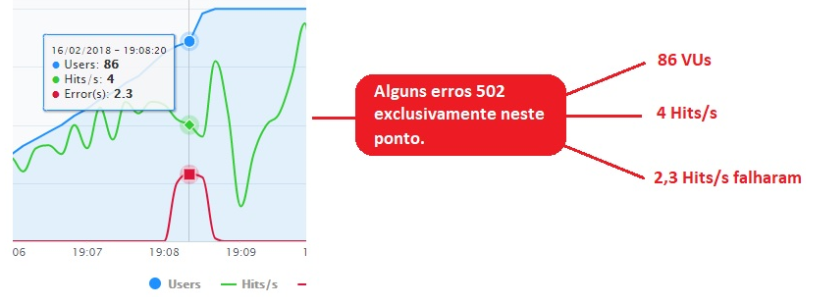 16/02/2018 - 19:08:20
Users: 86
Hits/s: 4
Error(s): 2.3
06 19:07 19:08 19:09 1
Users Hits/s
Alguns erros 502
exclusivamente neste
ponto.
86 VUs
4 Hits/s
2,3 Hits/s falharam